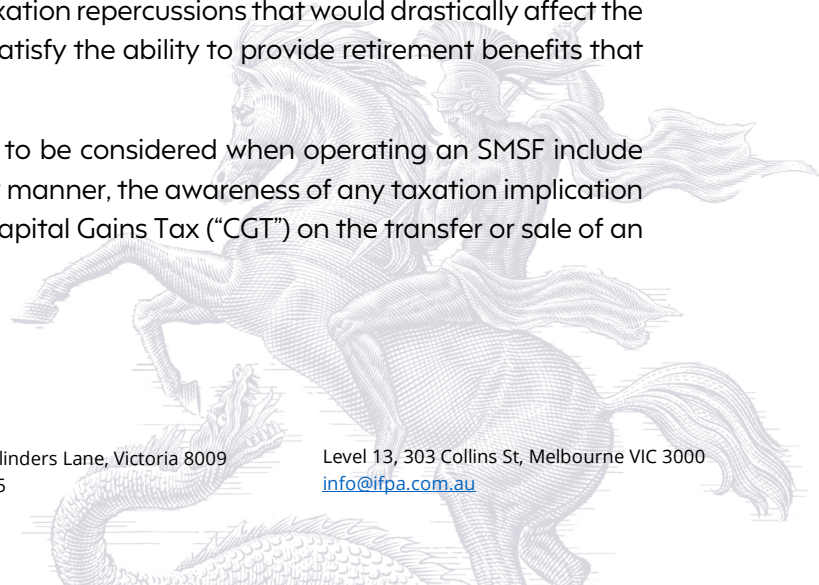 xation repercussions that would drastically affect the
atisfy the ability to provide retirement benefits that
to be considered when operating an SMSF include
manner, the awareness of any taxation implication
apital Gains Tax (“CGT”) on the transfer or sale of an
linders Lane, Victoria 8009
5
Level 13, 303 Collins St, Melbourne VIC 3000
info@ifpa.com.au